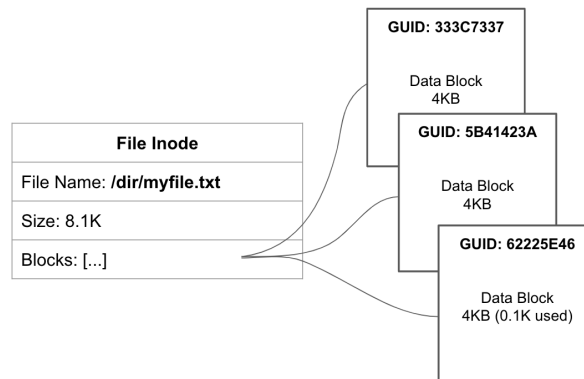 File Inode
File Name: /dir/myfile.txt
Size: 8.1K
Blocks: [...]
GUID: 333C7337
Data Block
4KB
GUID: 5B41423A
Data Block
4KB
GUID: 62225E46
Data Block
4KB (0.1K used)